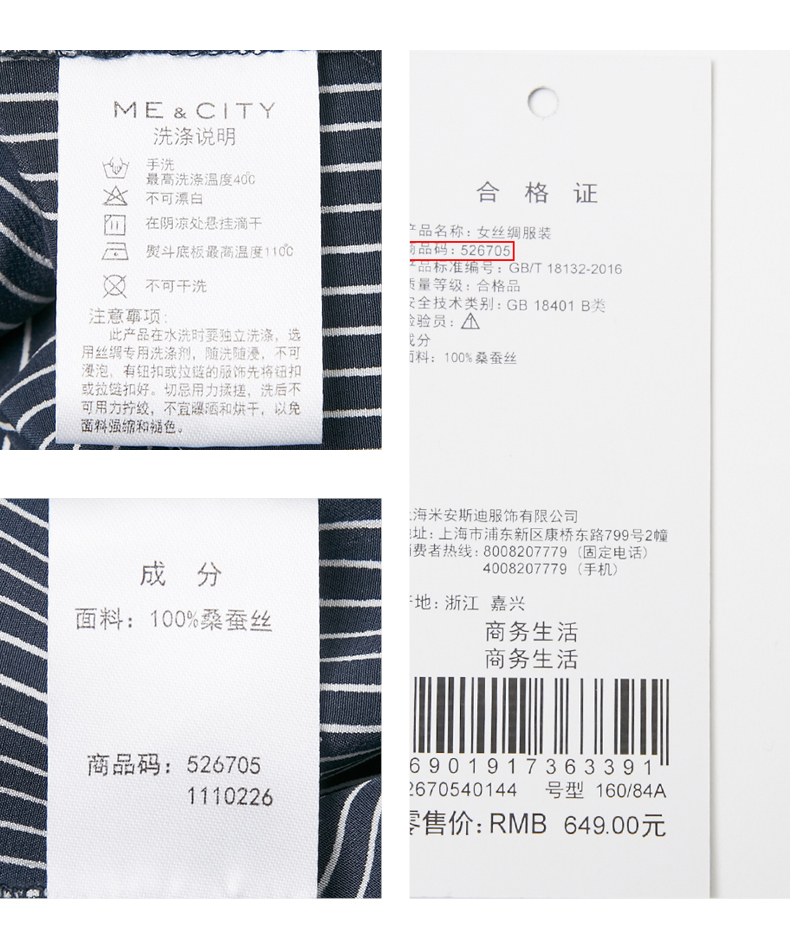 ME&CITY
洗涤说明
手洗
最高洗涤温度40℃
不可漂白
在阴凉处悬挂滴干
熨斗底板最高温度110℃
不可干洗
注意事项:
此产品在水洗时要独立洗涤，选
用丝绸专用洗涤剂，随洗随浸，不可
浸泡，有钮扣或拉链的服饰先将钮扣
或拉链扣好。切忌用力揉搓，洗后不
可用力拧绞，不宜曝洒和烘干，以免
面料强缩和褪色。
成 分
面料：100%桑蚕丝
商品码：526705
1110226
合 格 证
产品名称：女丝绸服装
商品码：526705
产品标准编号：GB/T 18132-2016
质量等级：合格品
安全技术类别：GB 18401 B类
检验员：
成分
面料：100%桑蚕丝
上海米安斯迪服饰有限公司
地址：上海市浦东新区康桥东路799号2幢
消费者热线：8008207779（固定电话）
4008207779（手机）
产地：浙江 嘉兴
商务生活
商务生活
6901917363391
2670540144 号型 160/84A
零售价：RMB 649.00元